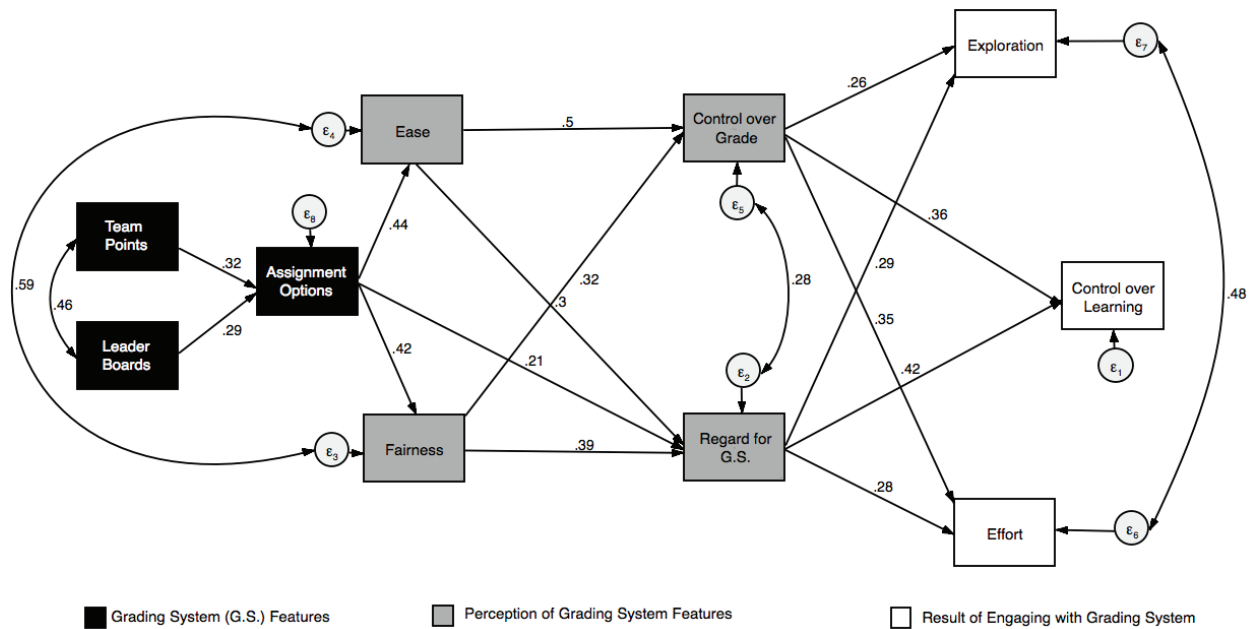 Exploration
ε7
.26
Ease
ε4
.5
Control over
Grade
ε5
.36
Team
Points
ε8
.44
.32
Assignment
Options
.59
.46
.32
.29
.28
.29
.3
.35
Control over
Learning
.48
Leader
Boards
.42
.21
.42
ε2
ε1
Fairness
ε3
.39
Regard for
G.S.
.28
Effort
ε6
Grading System (G.S.) Features
Perception of Grading System Features
Result of Engaging with Grading System